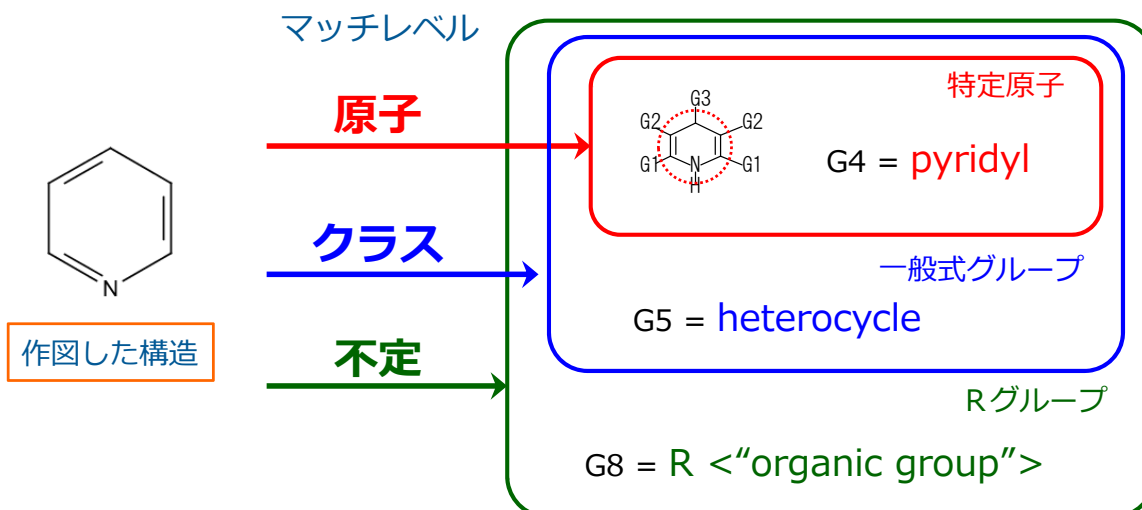 マッチレベル
原子
クラス
不定
N
作図した構造
特定原子
G3
G2
G2
G1
N
G1
H
G4 = pyridyl
一般式グループ
G5 = heterocycle
Rグループ
G8 = R <“organic group”>